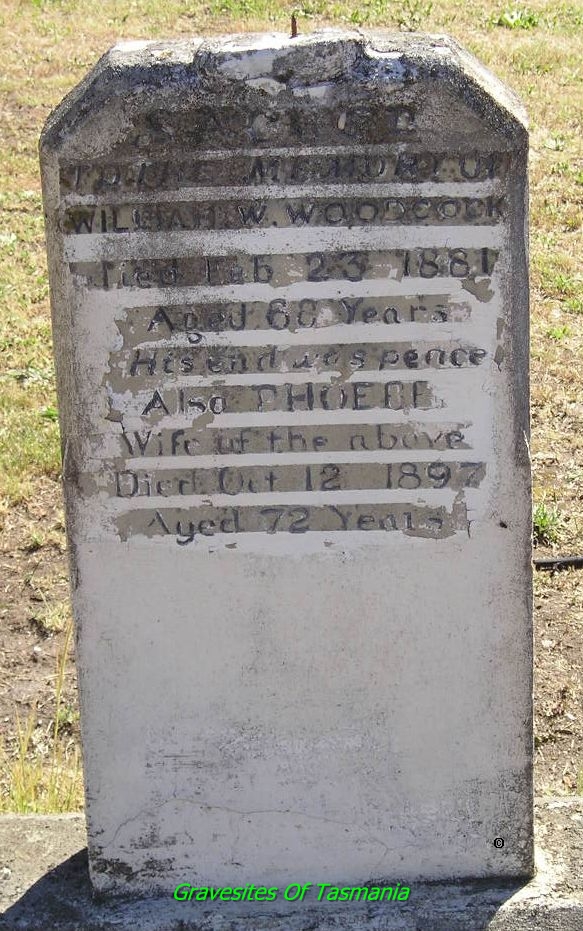 SACRED
TO THE MEMORY OF
WILLIAM W. WOODCOCK
Died Feb 23 1881
Aged 68 Years
His end was peace
Also PHOEBE
Wife of the above
Died Oct 12 1897
Aged 72 Years
Gravesites Of Tasmania